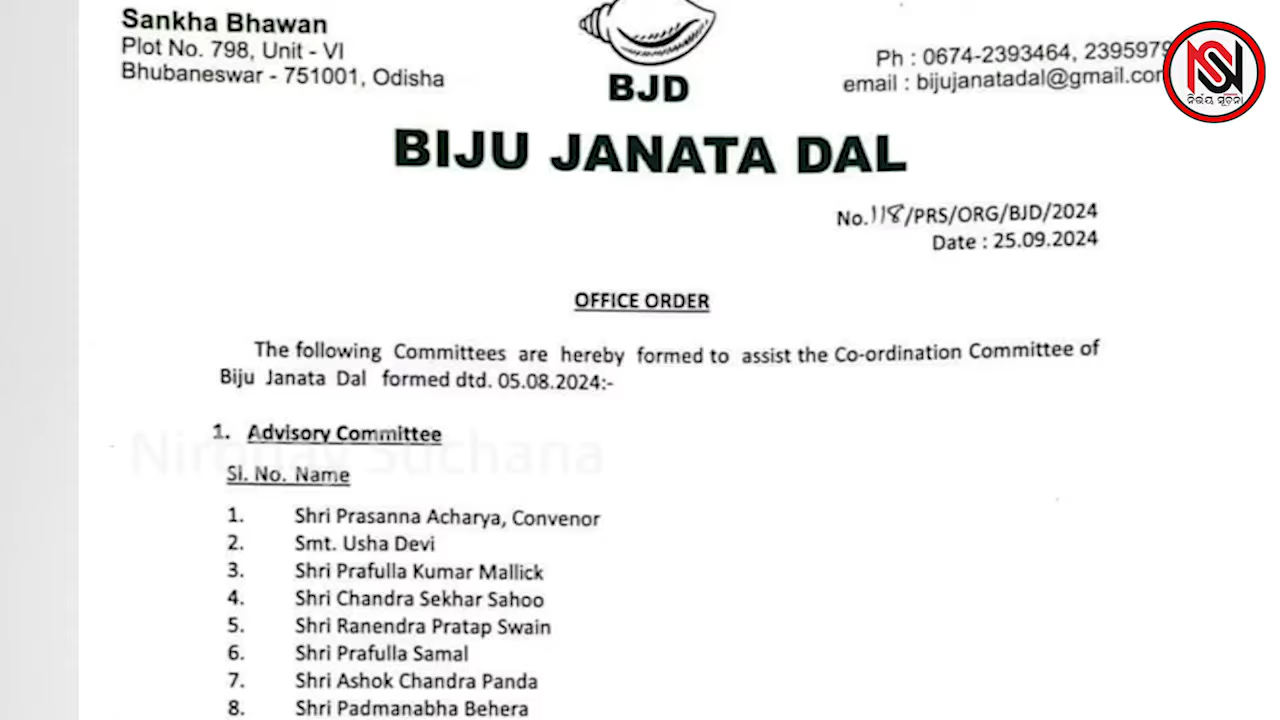 Sankha Bhawan
Plot No. 798, Unit - VI
Bhubaneswar - 751001, Odisha
BJD
Ph : 0674-2393464, 2395979
email : bijujanatadal@gmail.com
NS
ନିର୍ଭୟ ସୂଚନା
BIJU JANATA DAL
No.118/PRS/ORG/BJD/2024
Date : 25.09.2024
OFFICE ORDER
The following Committees are hereby formed to assist the Co-ordination Committee of
Biju Janata Dal formed dtd. 05.08.2024:-
1. Advisory Committee
Nirbhay Suchana
Sl. No. Name
1. Shri Prasanna Acharya, Convenor
2. Smt. Usha Devi
3. Shri Prafulla Kumar Mallick
4. Shri Chandra Sekhar Sahoo
5. Shri Ranendra Pratap Swain
6. Shri Prafulla Samal
7. Shri Ashok Chandra Panda
8. Shri Padmanabha Behera